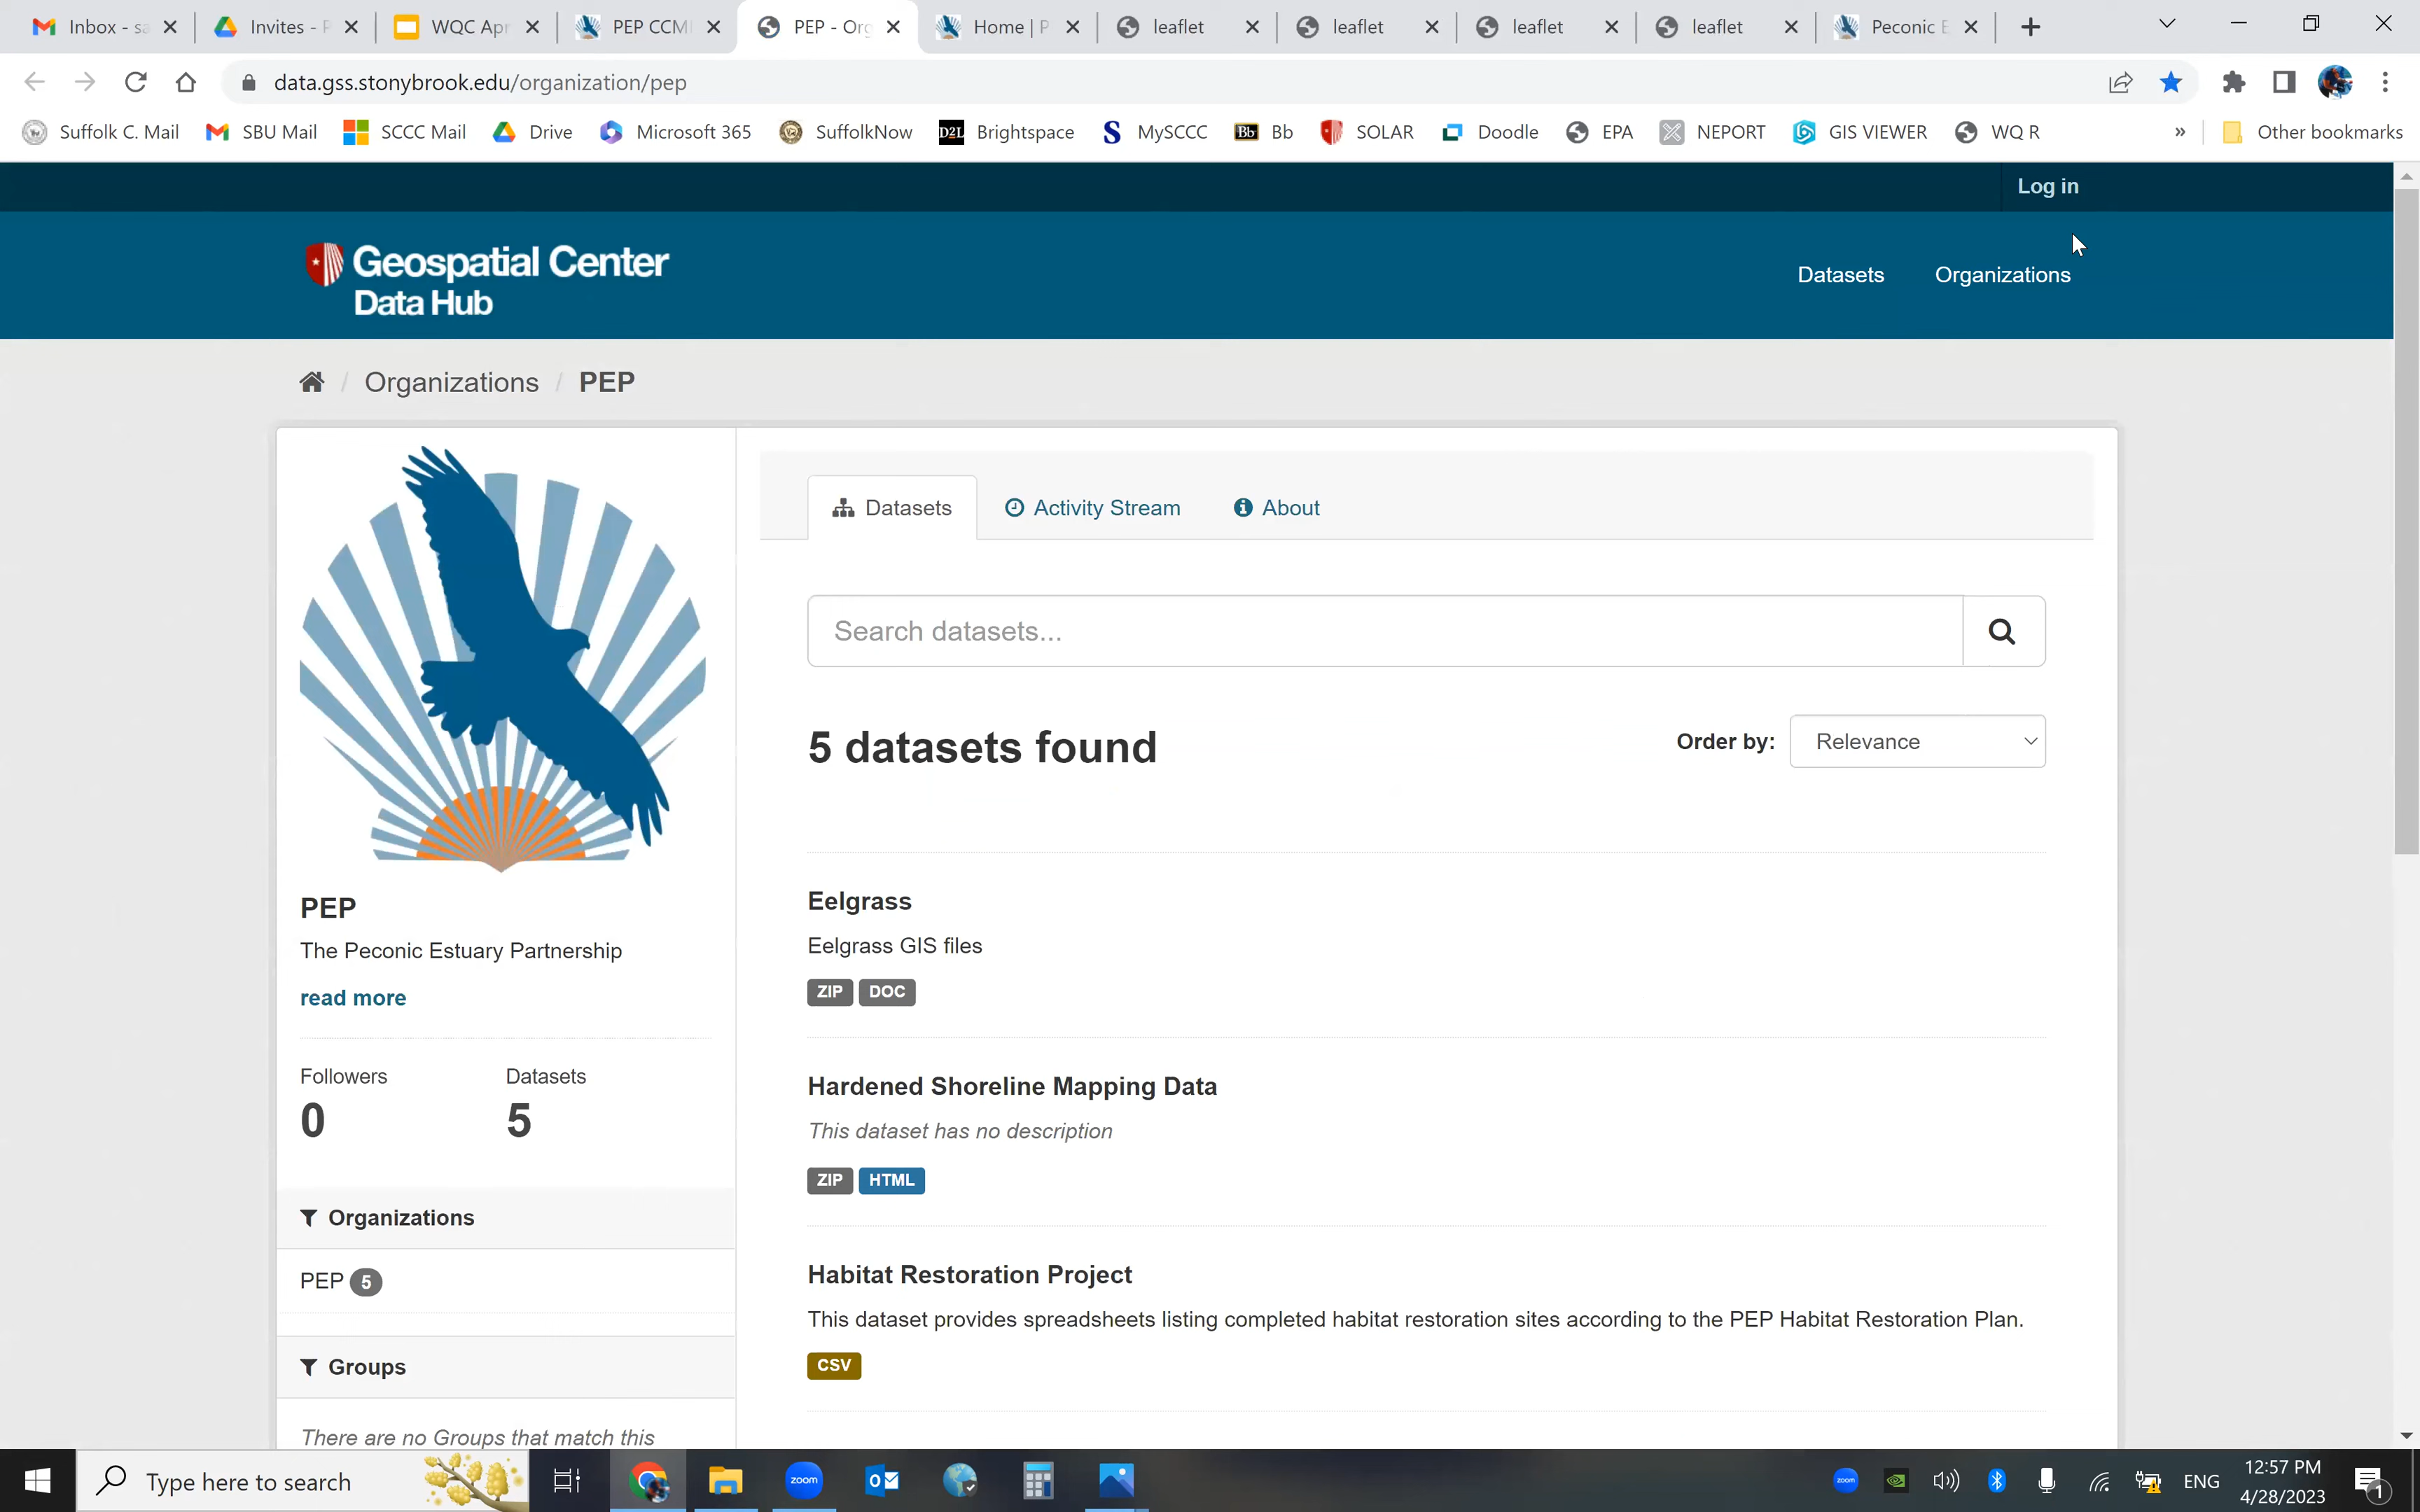 Inbox - sa
Invites - P
WQC Apr
PEP CCM
PEP - Org
Home | P
leaflet
leaflet
leaflet
leaflet
Peconic E
data.gss.stonybrook.edu/organization/pep
Suffolk C. Mail
SBU Mail
SCCC Mail
Drive
Microsoft 365
SuffolkNow
D2L Brightspace
S MySCCC
Bb Bb
SOLAR
Doodle
EPA
NEPORT
GIS VIEWER
WQ R
»
Other bookmarks
Log in
Geospatial Center
Data Hub
Datasets
Organizations
/ Organizations / PEP
Datasets
Activity Stream
About
Search datasets...
5 datasets found
Order by:
Relevance
Eelgrass
Eelgrass GIS files
ZIP DOC
Hardened Shoreline Mapping Data
This dataset has no description
ZIP HTML
Habitat Restoration Project
This dataset provides spreadsheets listing completed habitat restoration sites according to the PEP Habitat Restoration Plan.
CSV
PEP
The Peconic Estuary Partnership
read more
Followers
0
Datasets
5
Organizations
PEP 5
Groups
There are no Groups that match this
Type here to search
zoom
zoom
ENG
12:57 PM
4/28/2023
1